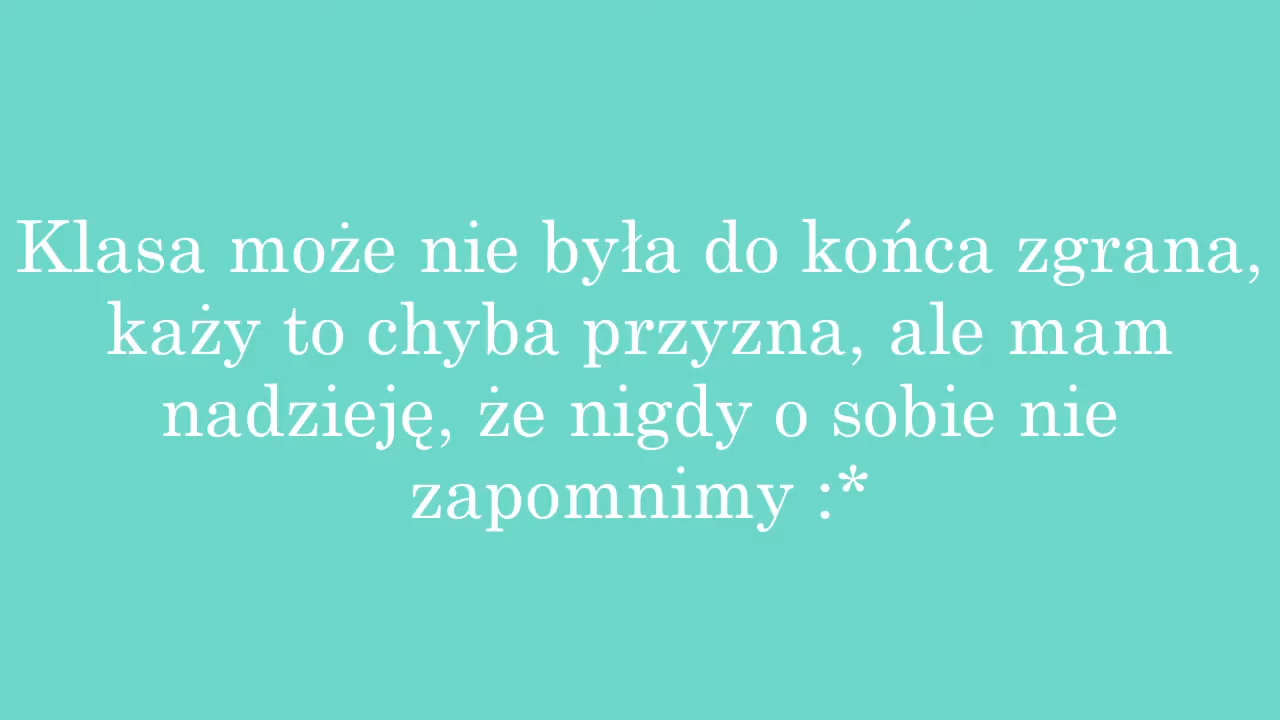 Klasa może nie była do końca zgrana,
każy to chyba przyzna, ale mam
nadzieję, że nigdy o sobie nie
zapomnimy :*